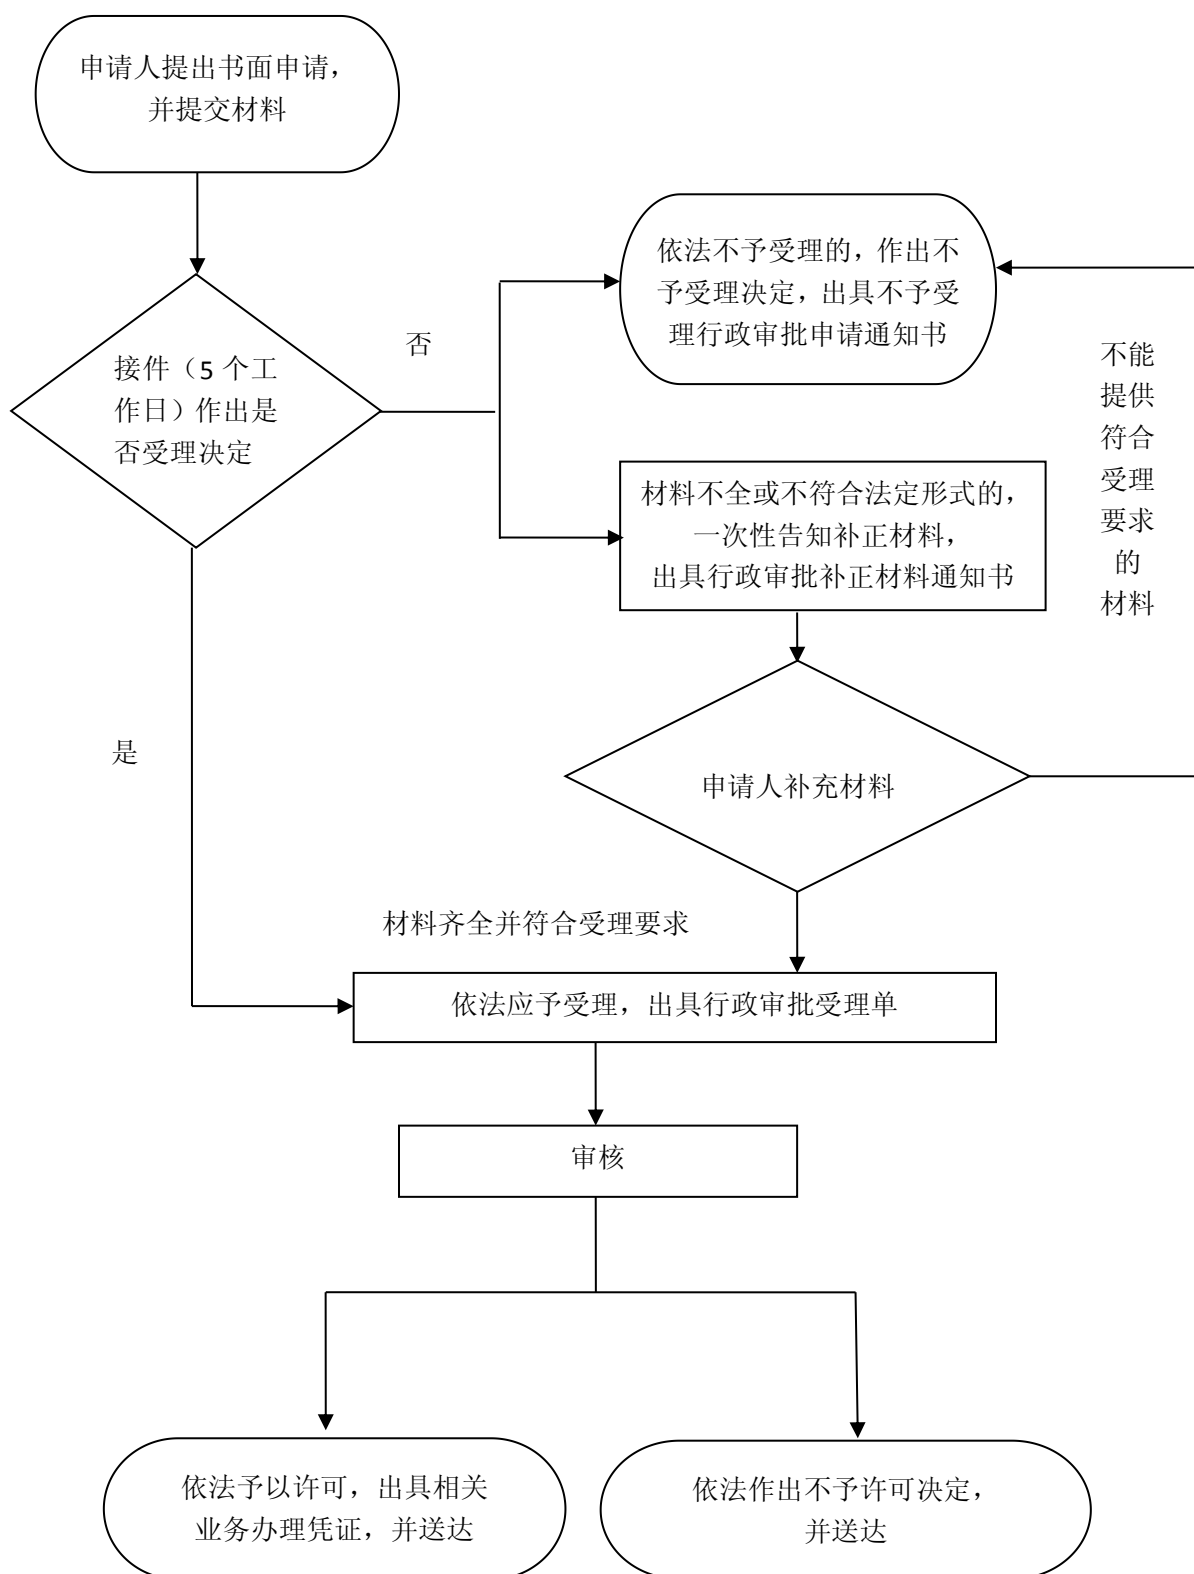 申请人提出书面申请，
并提交材料
依法不予受理的，作出不
予受理决定，出具不予受
理行政审批申请通知书
否
接件（5 个工
作日）作出是
否受理决定
不能
提供
符合
受理
要求
的
材料
材料不全或不符合法定形式的，
一次性告知补正材料，
出具行政审批补正材料通知书
是
申请人补充材料
材料齐全并符合受理要求
依法应予受理，出具行政审批受理单
审核
依法予以许可，出具相关
业务办理凭证，并送达
依法作出不予许可决定，
并送达